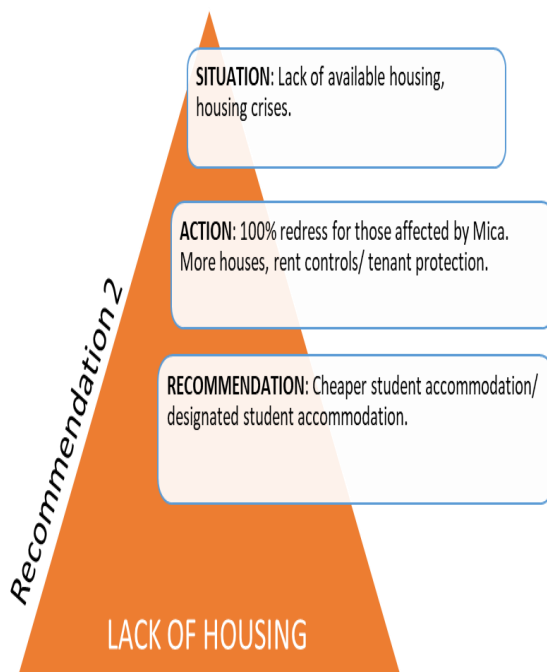 SITUATION: Lack of available housing,
housing crises.
ACTION: 100% redress for those affected by Mica.
More houses, rent controls/ tenant protection.
RECOMMENDATION: Cheaper student accommodation/
designated student accommodation.
Recommendation 2
LACK OF HOUSING